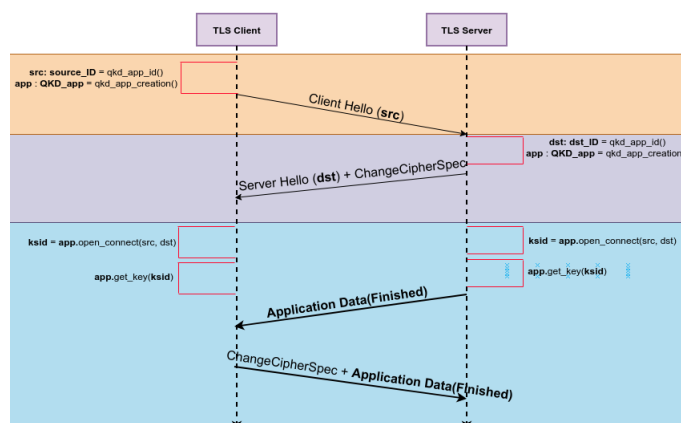 TLS Client
TLS Server
src: source_ID = qkd_app_id()
app : QKD_app = qkd_app_creation()
Client Hello (src)
dst: dst_ID = qkd_app_id()
app : QKD_app = qkd_app_creation
Server Hello (dst) + ChangeCipherSpec
ksid = app.open_connect(src, dst)
ksid = app.open_connect(src, dst)
app.get_key(ksid)
app.get_key(ksid)
Application Data(Finished)
ChangeCipherSpec + Application Data(Finished)